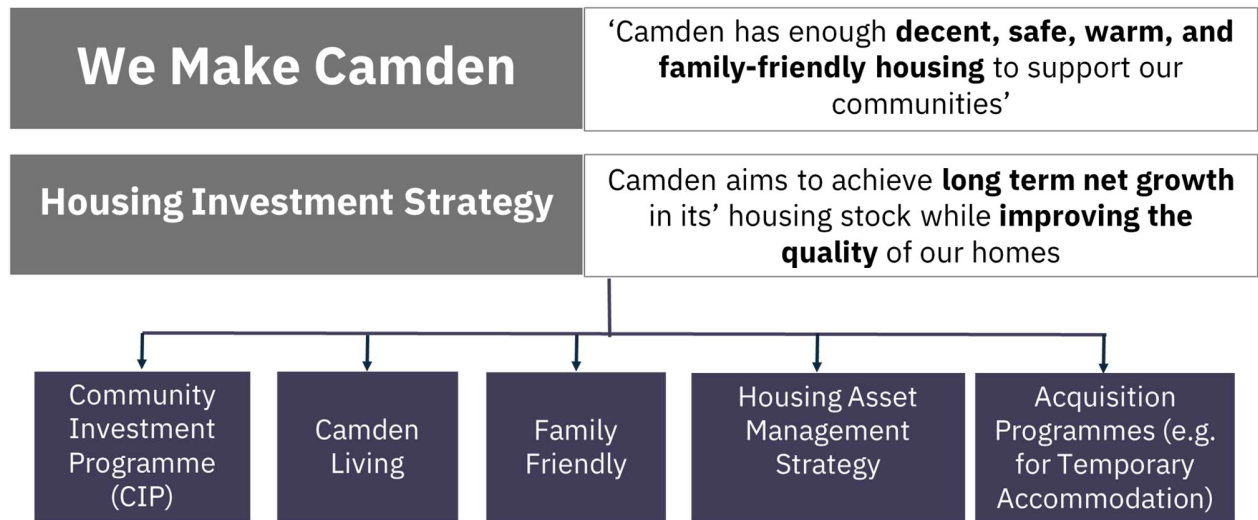 We Make Camden
‘Camden has enough decent, safe, warm, and
family-friendly housing to support our
communities’
Housing Investment Strategy
Camden aims to achieve long term net growth
in its’ housing stock while improving the
quality of our homes
Community
Investment
Programme
(CIP)
Camden
Living
Family
Friendly
Housing Asset
Management
Strategy
Acquisition
Programmes (e.g.
for Temporary
Accommodation)